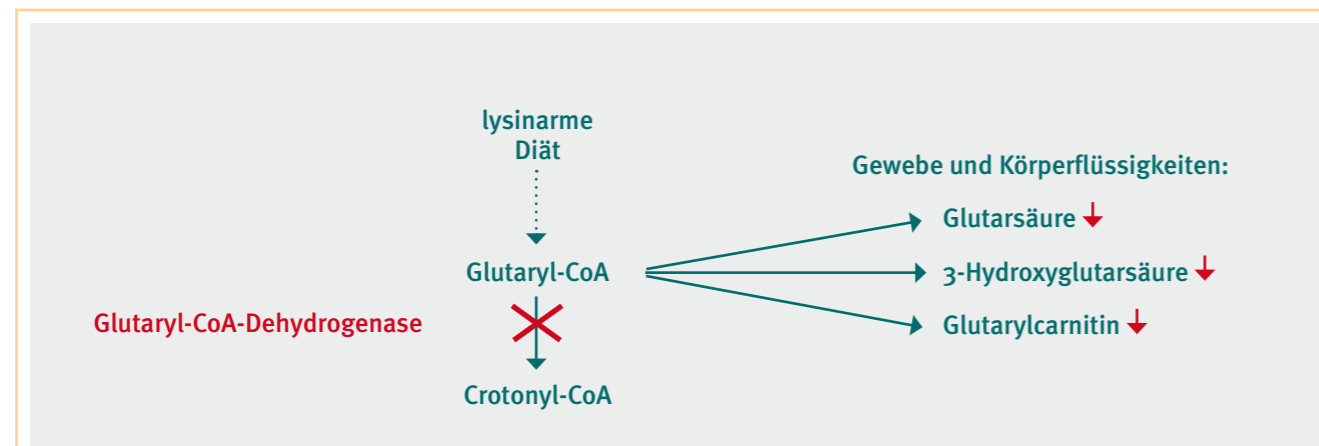 lysinarme
Diät
Gewebe und Körperflüssigkeiten:
Glutarsäure
Glutaryl-CoA
3-Hydroxyglutarsäure
Glutaryl-CoA-Dehydrogenase
Glutarylcarnitin
Crotonyl-CoA